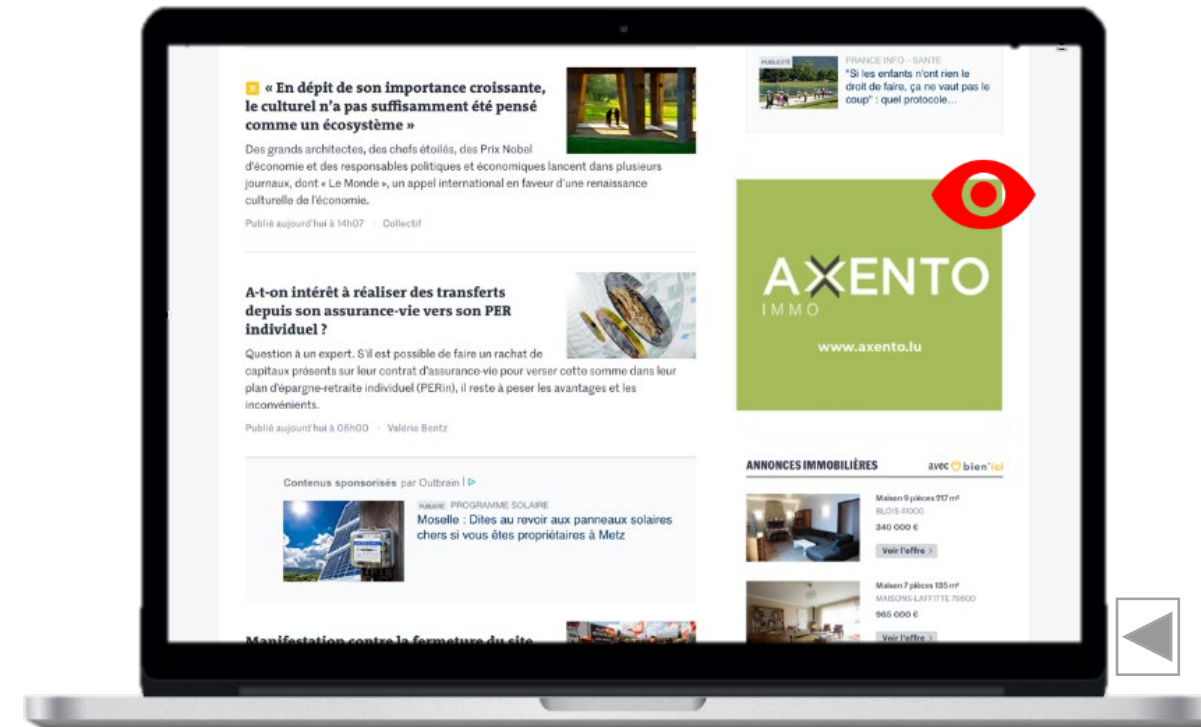 « En dépit de son importance croissante,
le culturel n'a pas suffisamment été pensé
comme un écosystème »
Des grands architectes, des chefs étoilés, des Prix Nobel
d'économie et des responsables politiques et économiques lancent dans plusieurs
journaux, dont « Le Monde », un appel international en faveur d'une renaissance
culturelle de l'économie.
Publié aujourd'hui à 14h07 · Collectif
A-t-on intérêt à réaliser des transferts
depuis son assurance-vie vers son PER
individuel ?
Question à un expert. S'il est possible de faire un rachat de
capitaux présents sur leur contrat d'assurance-vie pour verser cette somme dans leur
plan d'épargne-retraite individuel (PERin), il reste à peser les avantages et les
inconvénients.
Publié aujourd'hui à 06h00 · Valérie Bentz
Contenus sponsorisés par Outbrain |
PUBLICITÉ PROGRAMME SOLAIRE
Moselle : Dites au revoir aux panneaux solaires
chers si vous êtes propriétaires à Metz
Manifestation contre la fermeture du site
PUBLICITÉ
FRANCE INFO - SANTE
"Si les enfants n'ont rien le
droit de faire, ça ne vaut pas le
coup" : quel protocole...
AXENTO
IMMO
www.axento.lu
ANNONCES IMMOBILIÈRES avec bien'ici
Maison 9 pièces 217 m²
BLOIS 41000
340 000 €
Voir l'offre >
Maison 7 pièces 135 m²
MAISONS-LAFFITTE 78600
965 000 €
Voir l'offre >